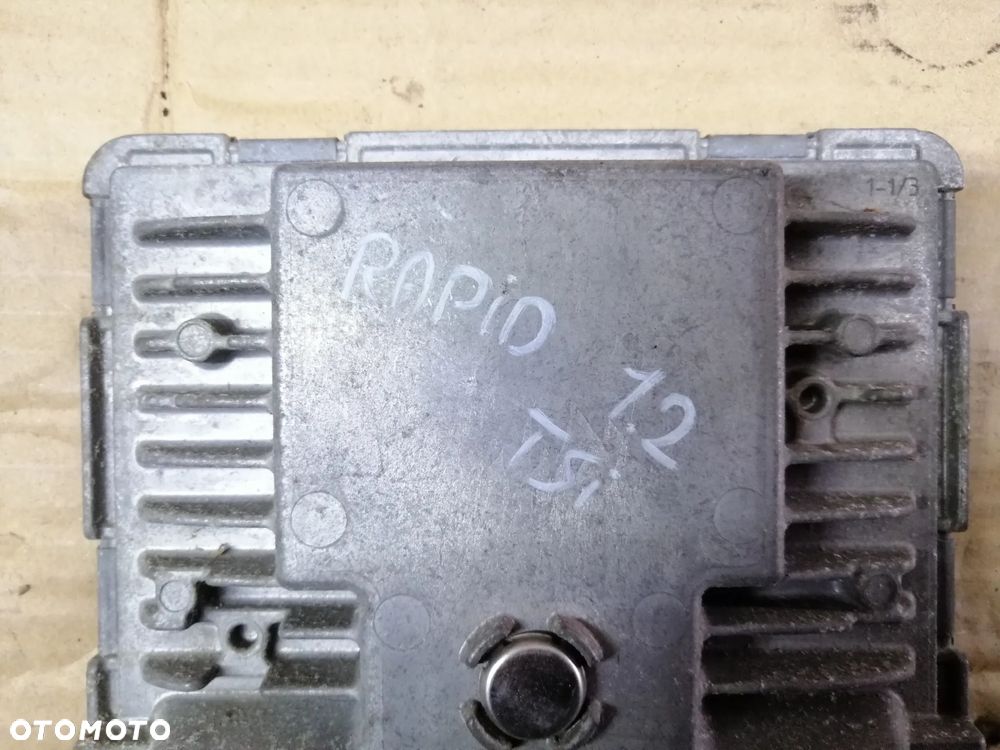 1-1/3
RAPiD
1.2
TSi
OTOMOTO